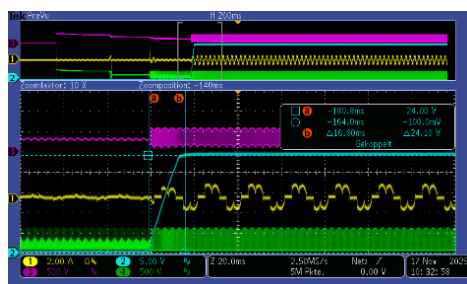 Tek PreVu H 200ms
Zoomfaktor: 10 X Zoomposition: -140ms
a b
a -180.8ms 24.00 V
-164.0ms -100.0mV
b △16.80ms △24.10 V
Gekoppelt
1 2.00 A 2 5.00 V
3 500 V 4 500 V
Z 20.0ms 2.50MS/s Netz
5M Pkte. 0.00 V
17 Nov 2025
10:32:58